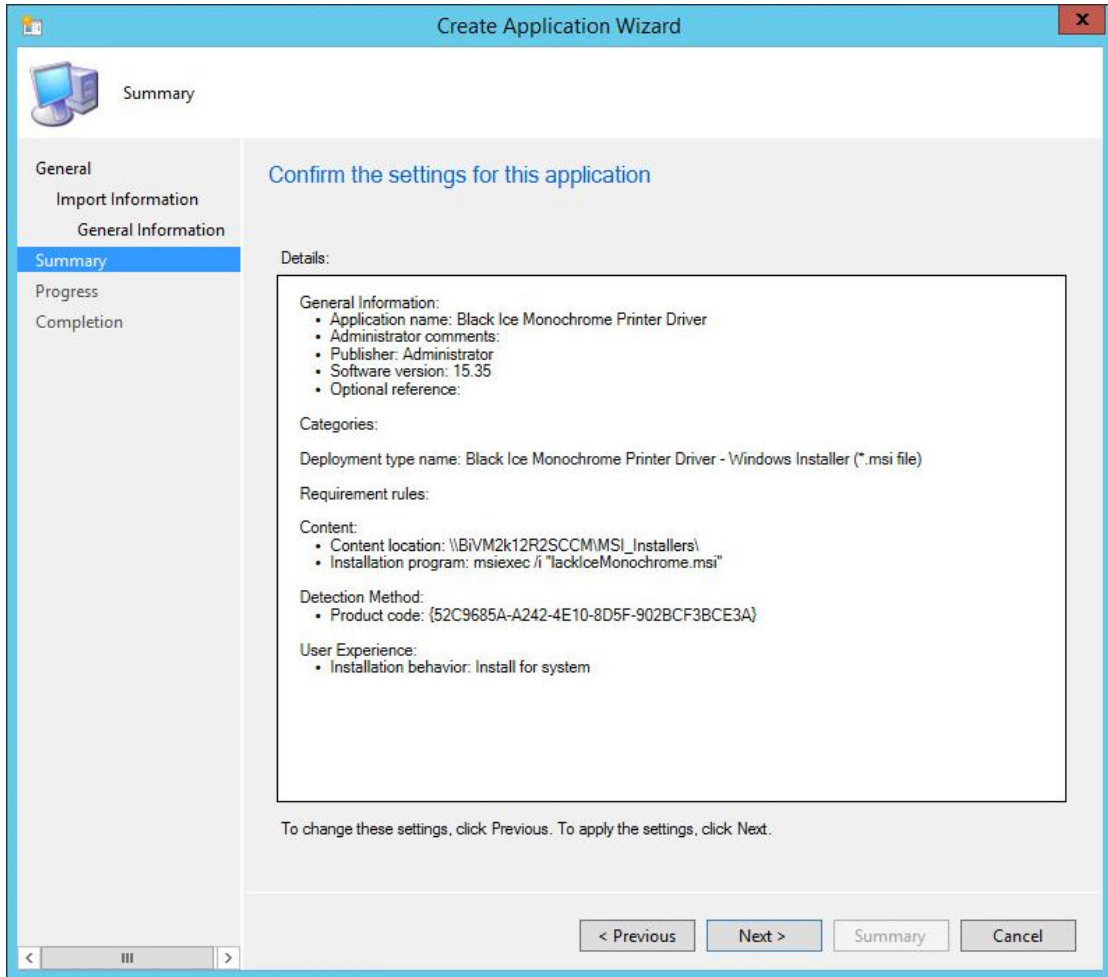 Create Application Wizard
x
Summary
General
Import Information
General Information
Summary
Progress
Completion
Confirm the settings for this application
Details:
General Information:
• Application name: Black Ice Monochrome Printer Driver
• Administrator comments:
• Publisher: Administrator
• Software version: 15.35
• Optional reference:
Categories:
Deployment type name: Black Ice Monochrome Printer Driver - Windows Installer (*.msi file)
Requirement rules:
Content:
• Content location: \\BiVM2k12R2SCCM\MSI_Installers\
• Installation program: msiexec /i "lackIceMonochrome.msi"
Detection Method:
• Product code: {52C9685A-A242-4E10-8D5F-902BCF3BCE3A}
User Experience:
• Installation behavior: Install for system
To change these settings, click Previous. To apply the settings, click Next.
< Previous
Next >
Summary
Cancel